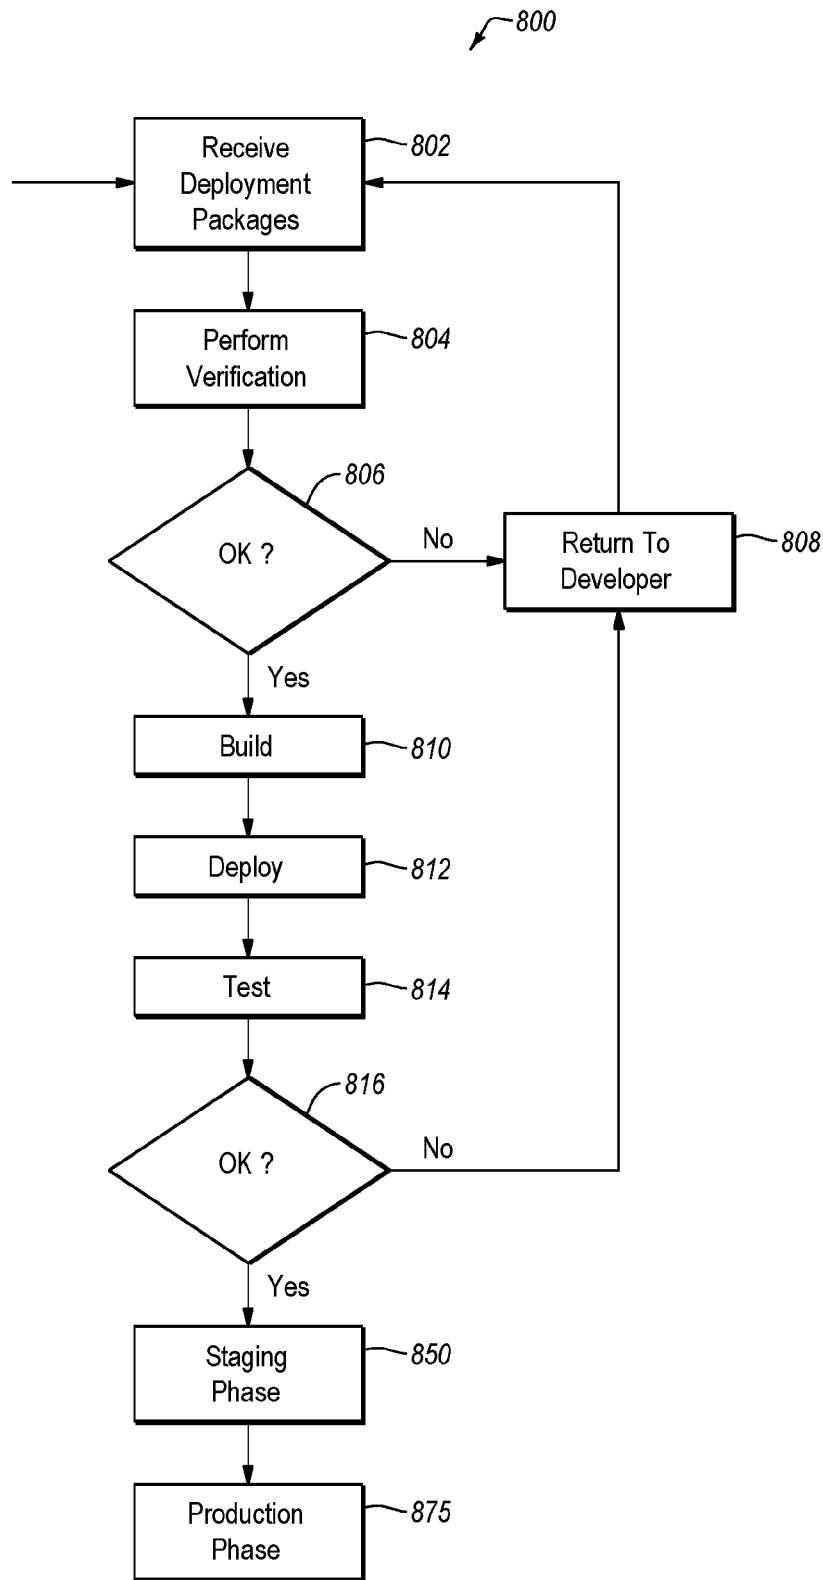 800
Receive
Deployment
Packages
802
Perform
Verification
804
806
OK ?
No
Return To
Developer
808
Yes
Build
810
Deploy
812
Test
814
816
OK ?
No
Yes
Staging
Phase
850
Production
Phase
875